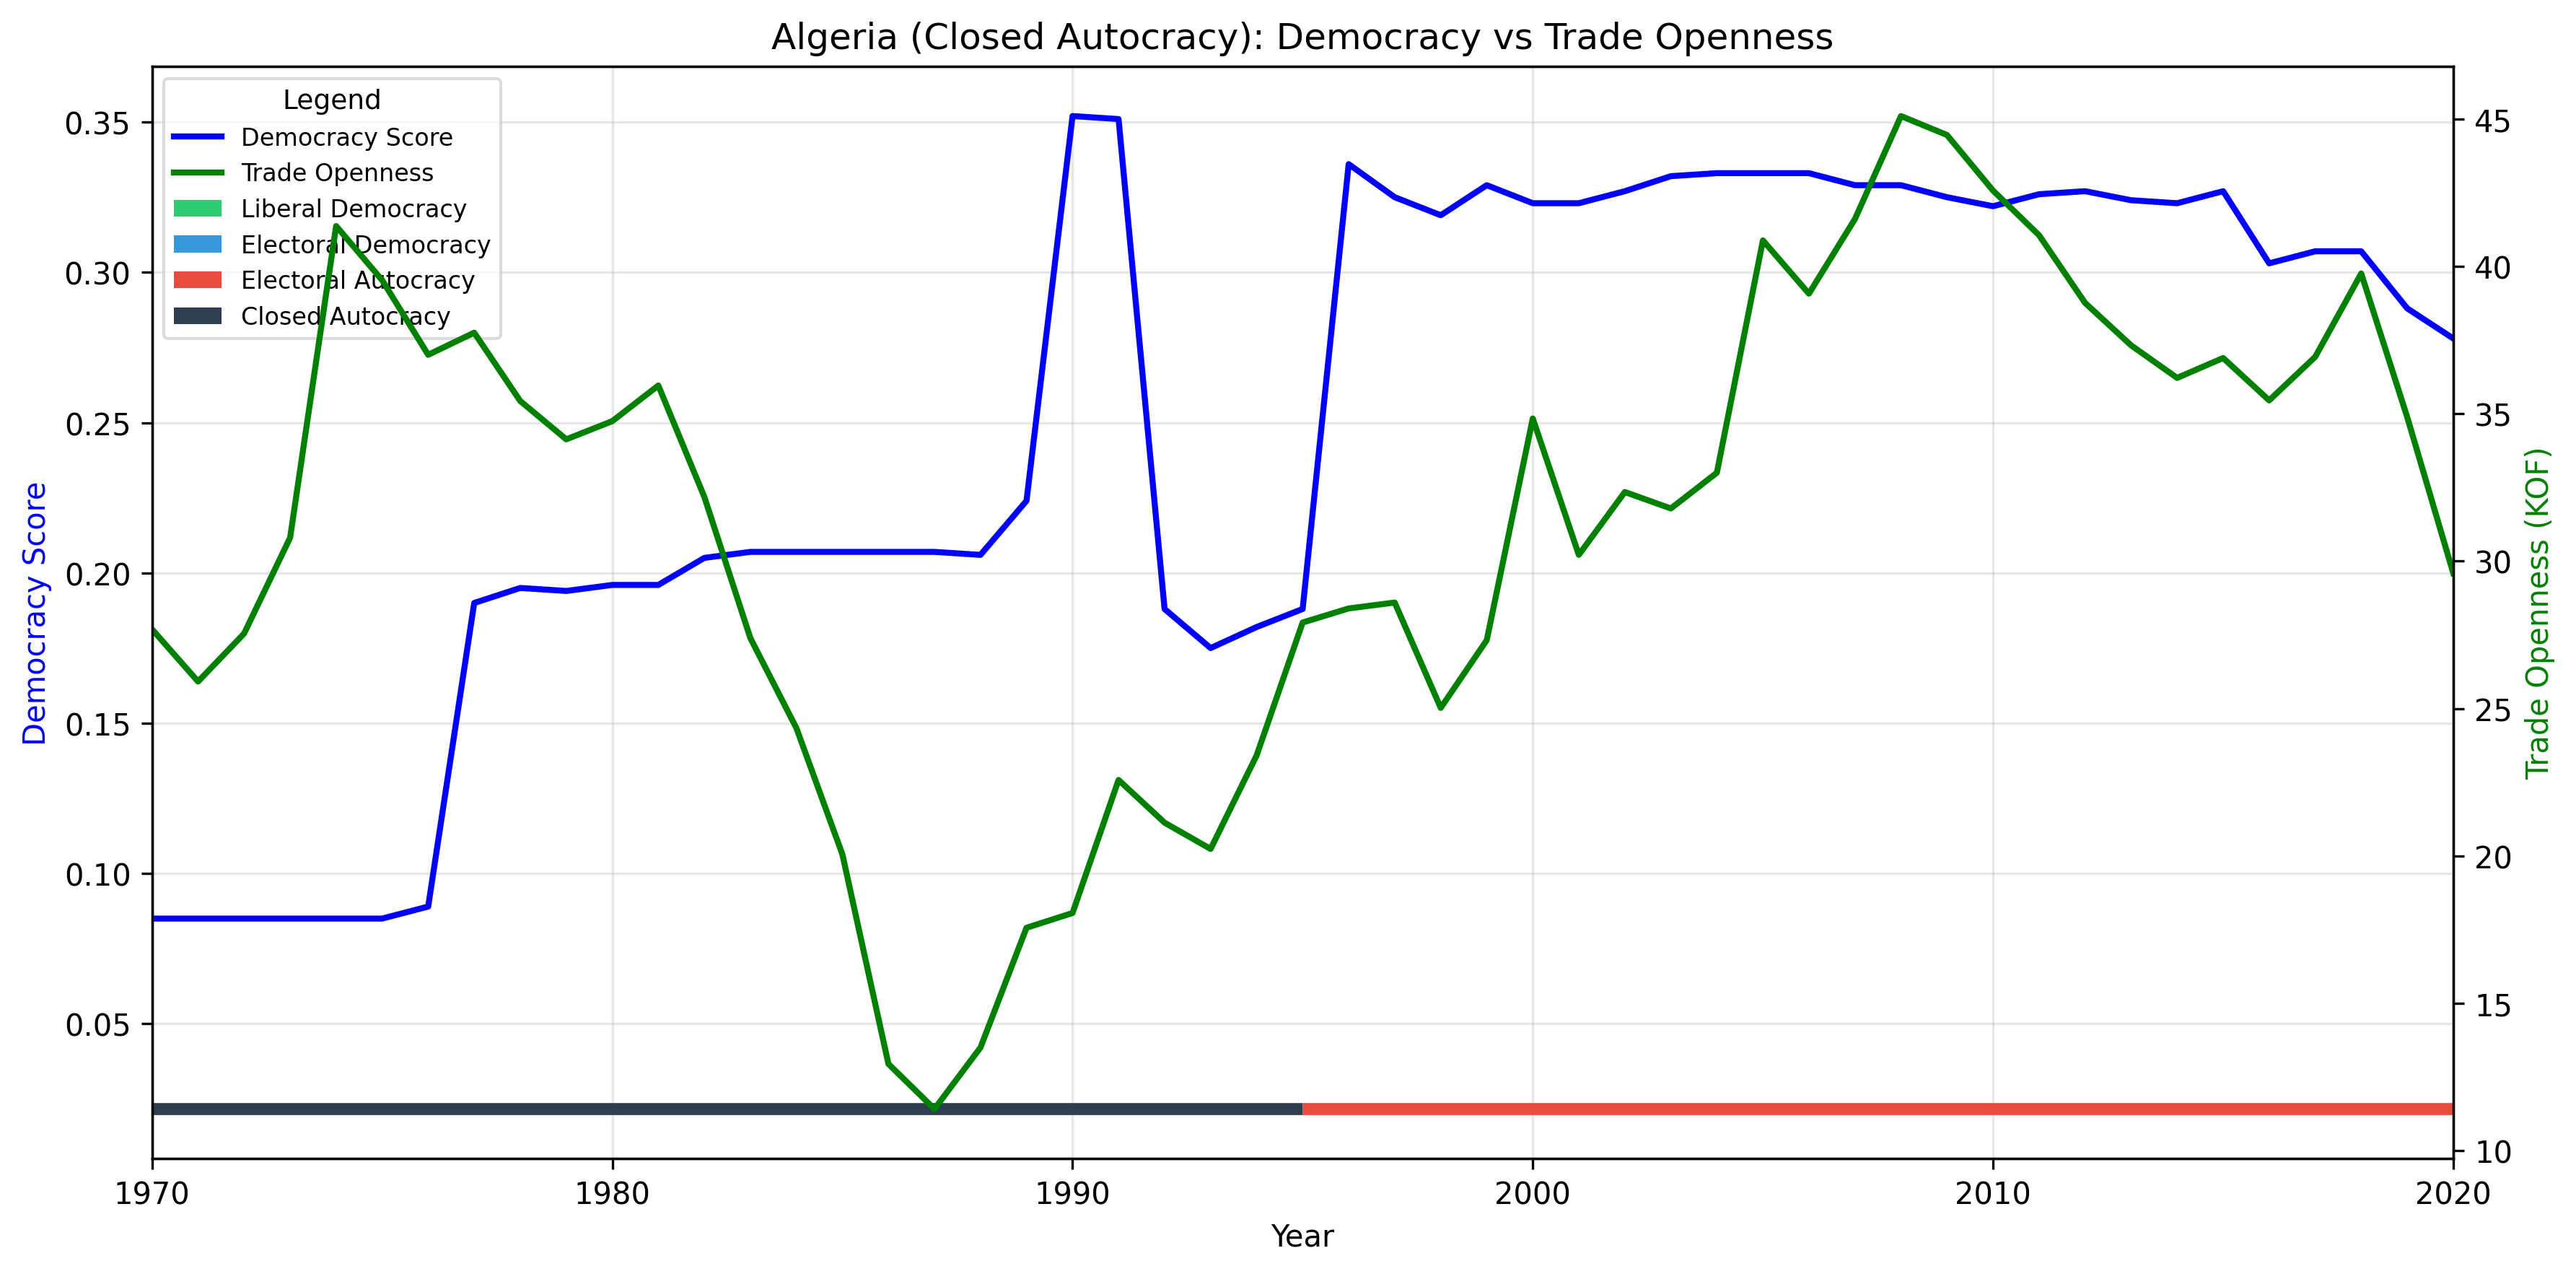 Algeria (Closed Autocracy): Democracy vs Trade Openness
Legend
Democracy Score
Trade Openness
Liberal Democracy
Electoral Democracy
Electoral Autocracy
Closed Autocracy
0.35
0.30
0.25
0.20
0.15
0.10
0.05
Democracy Score
45
40
35
30
25
20
15
10
Trade Openness (KOF)
1970
1980
1990
2000
2010
2020
Year